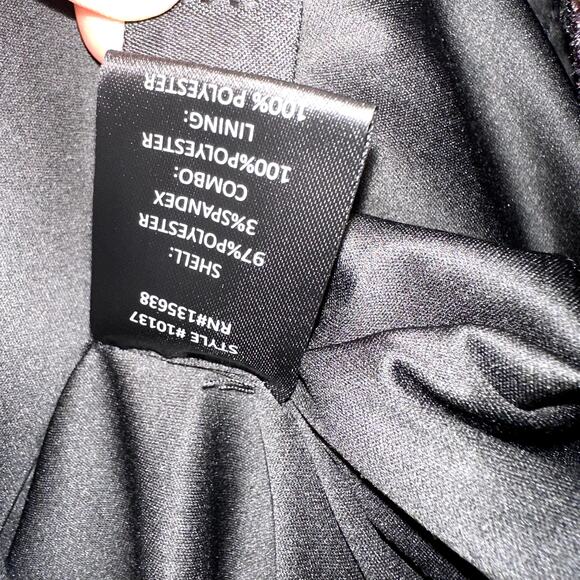 STYLE #10137
RN#135638
SHELL:
97%POLYESTER
3%SPANDEX
COMBO:
100%POLYESTER
LINING:
100% POLYESTER